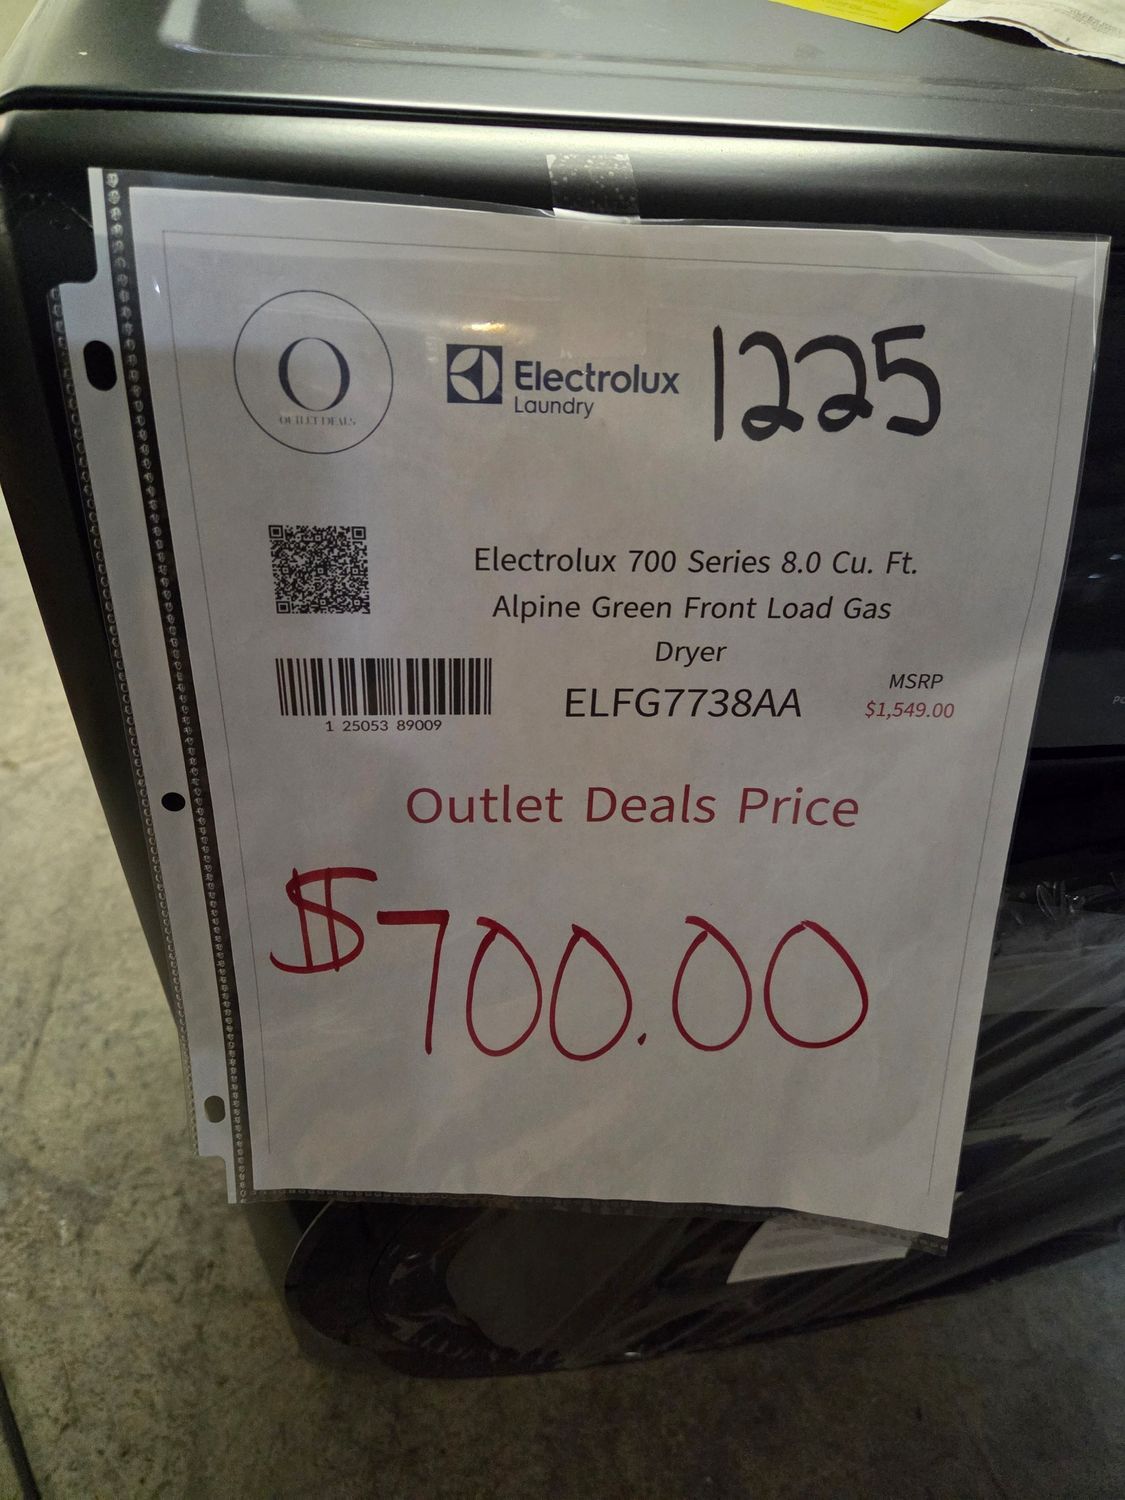 O
OUTLET DEALS
Electrolux
Laundry
1225
Electrolux 700 Series 8.0 Cu. Ft.
Alpine Green Front Load Gas
Dryer
ELFG7738AA
MSRP
$1,549.00
1 25053 89009
Outlet Deals Price
$700.00